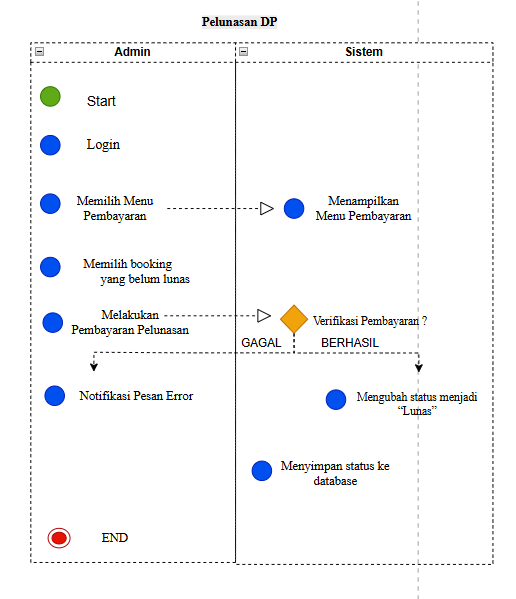 Pelunasan DP
Admin
Sistem
Start
Login
Memilih Menu
Pembayaran
Menampilkan
Menu Pembayaran
Memilih booking
yang belum lunas
Melakukan
Pembayaran Pelunasan
Verifikasi Pembayaran ?
GAGAL
BERHASIL
Notifikasi Pesan Error
Mengubah status menjadi
“Lunas”
Menyimpan status ke
database
END